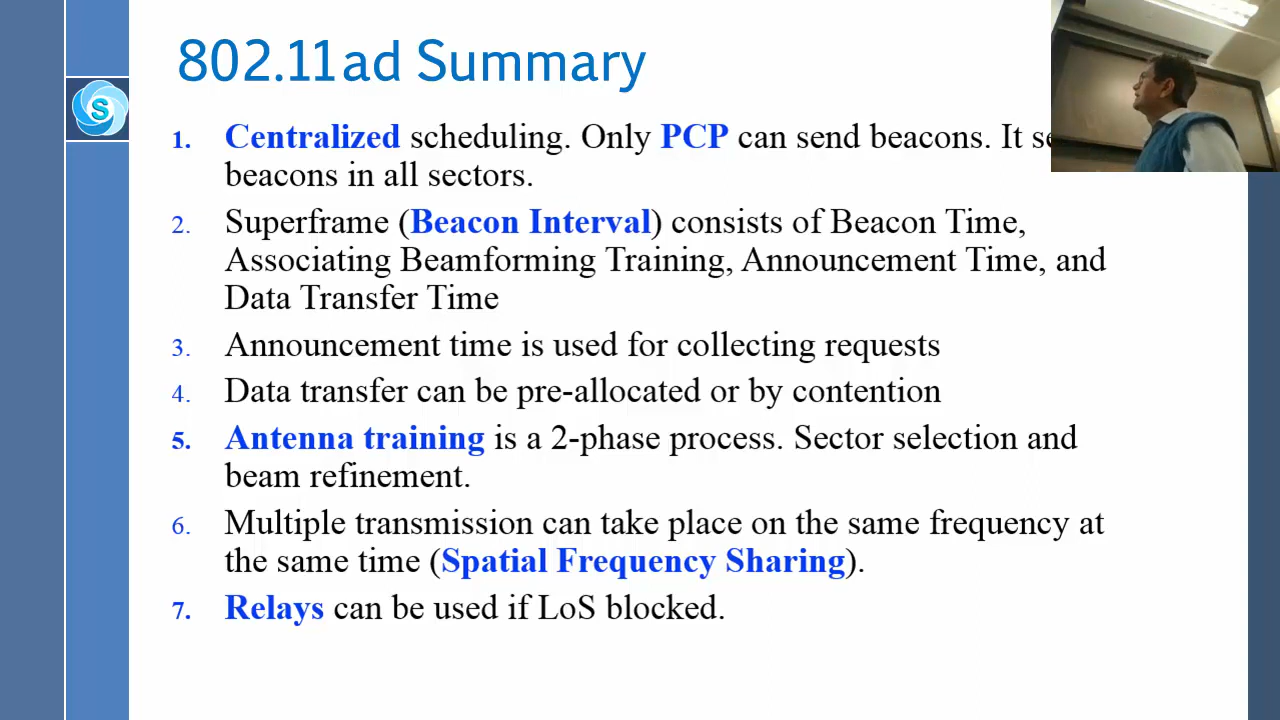 802.11ad Summary
S
1. Centralized scheduling. Only PCP can send beacons. It
beacons in all sectors.
2. Superframe (Beacon Interval) consists of Beacon Time,
Associating Beamforming Training, Announcement Time, and
Data Transfer Time
3. Announcement time is used for collecting requests
4. Data transfer can be pre-allocated or by contention
5. Antenna training is a 2-phase process. Sector selection and
beam refinement.
6. Multiple transmission can take place on the same frequency at
the same time (Spatial Frequency Sharing).
7. Relays can be used if LoS blocked.